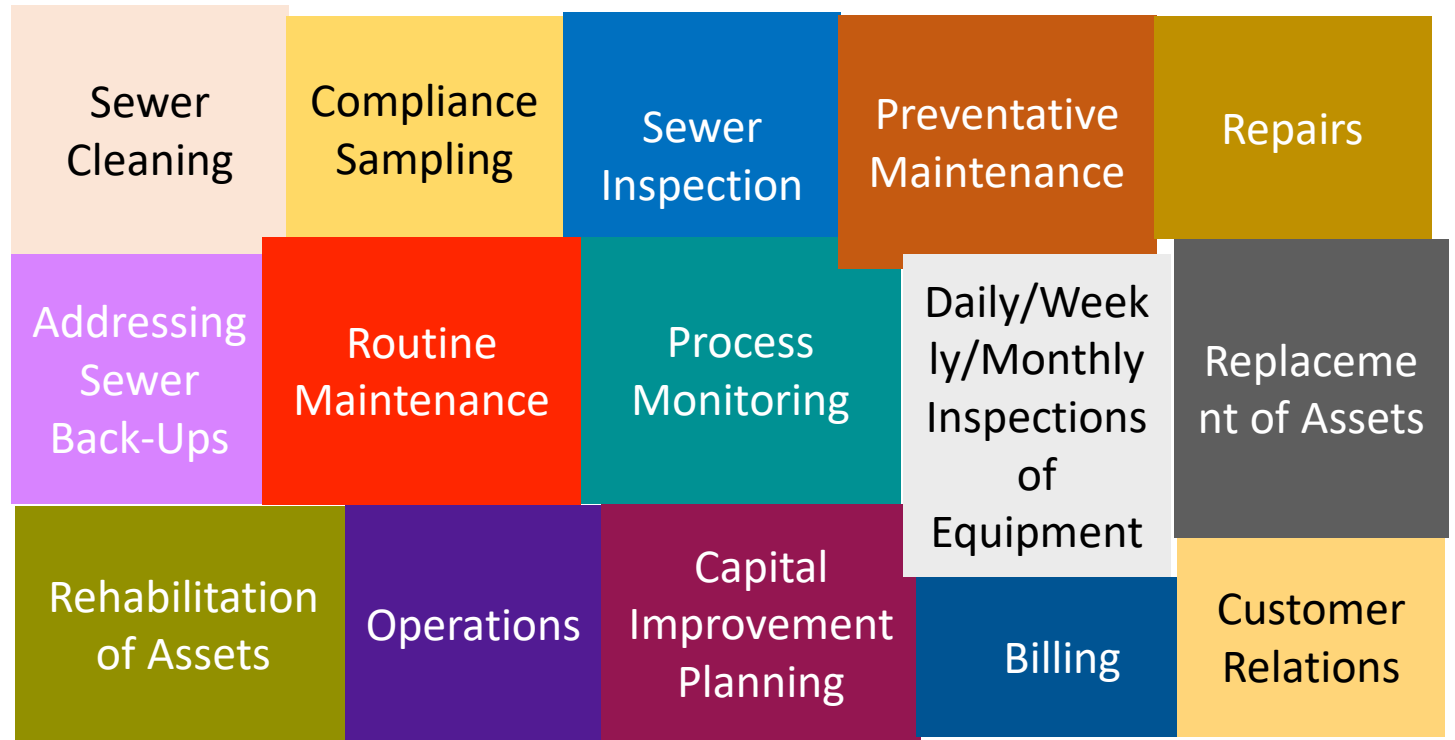 Sewer
Cleaning
Compliance
Sampling
Sewer
Inspection
Preventative
Maintenance
Repairs
Addressing
Sewer
Back-Ups
Routine
Maintenance
Process
Monitoring
Daily/Week
ly/Monthly
Inspections
of
Equipment
Replaceme
nt of Assets
Rehabilitation
of Assets
Operations
Capital
Improvement
Planning
Billing
Customer
Relations